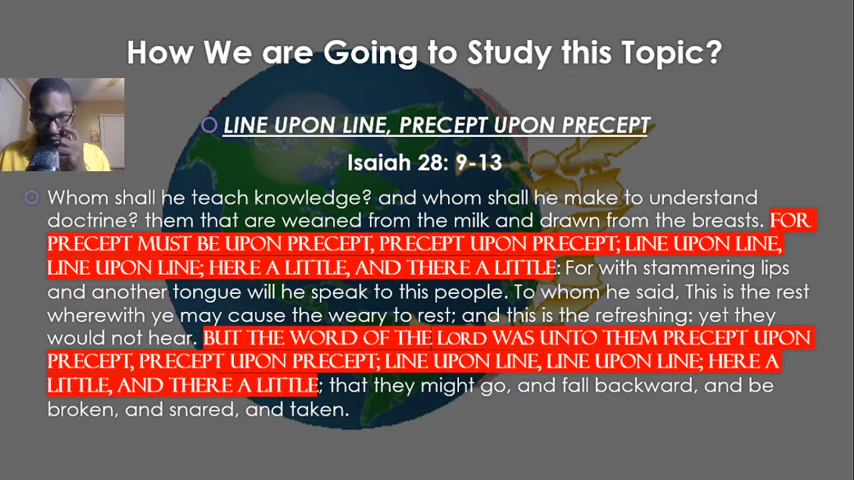 How We are Going to Study this Topic?
LINE UPON LINE, PRECEPT UPON PRECEPT
Isaiah 28: 9-13
Whom shall he teach knowledge? and whom shall he make to understand
doctrine? them that are weaned from the milk and drawn from the breasts. FOR
PRECEPT MUST BE UPON PRECEPT, PRECEPT UPON PRECEPT; LINE UPON LINE,
LINE UPON LINE; HERE A LITTLE, AND THERE A LITTLE: For with stammering lips
and another tongue will he speak to this people. To whom he said, This is the rest
wherewith ye may cause the weary to rest; and this is the refreshing: yet they
would not hear. BUT THE WORD OF THE LORD WAS UNTO THEM PRECEPT UPON
PRECEPT, PRECEPT UPON PRECEPT; LINE UPON LINE, LINE UPON LINE; HERE A
LITTLE, AND THERE A LITTLE; that they might go, and fall backward, and be
broken, and snared, and taken.